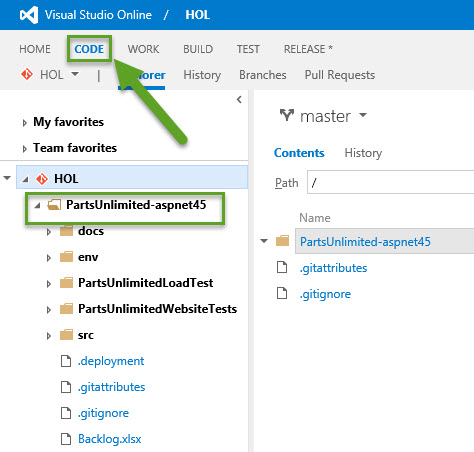 Visual Studio Online / HOL
HOME CODE WORK BUILD TEST RELEASE *
HOL | orer History Branches Pull Requests
My favorites
Team favorites
HOL
PartsUnlimited-aspnet45
docs
env
PartsUnlimitedLoadTest
PartsUnlimitedWebsiteTests
src
.deployment
.gitattributes
.gitignore
Backlog.xlsx
master
Contents History
Path /
Name
PartsUnlimited-aspnet45
.gitattributes
.gitignore